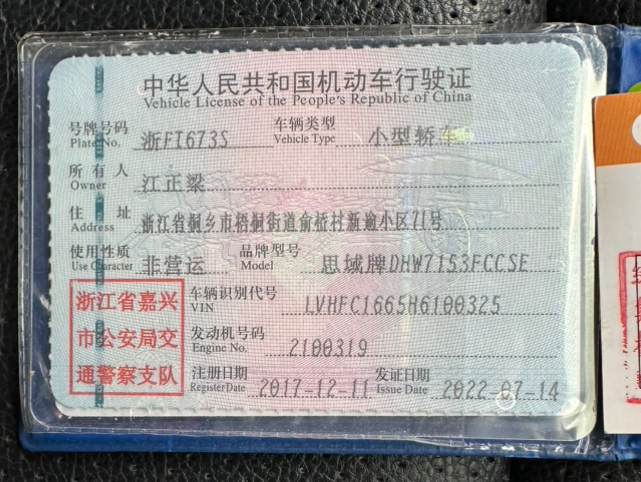 中华人民共和国机动车行驶证
Vehicle License of the People's Republic of China
号牌号码 浙FI673S 车辆类型 小型轿车
Plate No. Vehicle Type
所有人 江正梁
Owner
住址 浙江省桐乡市梧桐街道俞桥村新逾小区71号
Address
使用性质 非营运 品牌型号 思域牌DHW7153FCCSE
Use Character Model
浙江省嘉兴
市公安局交
通警察支队
车辆识别代号 LVHFC1665H6100325
VIN
发动机号码 2100319
Engine No.
注册日期 2017-12-11 发证日期 2022-07-14
Register Date Issue Date